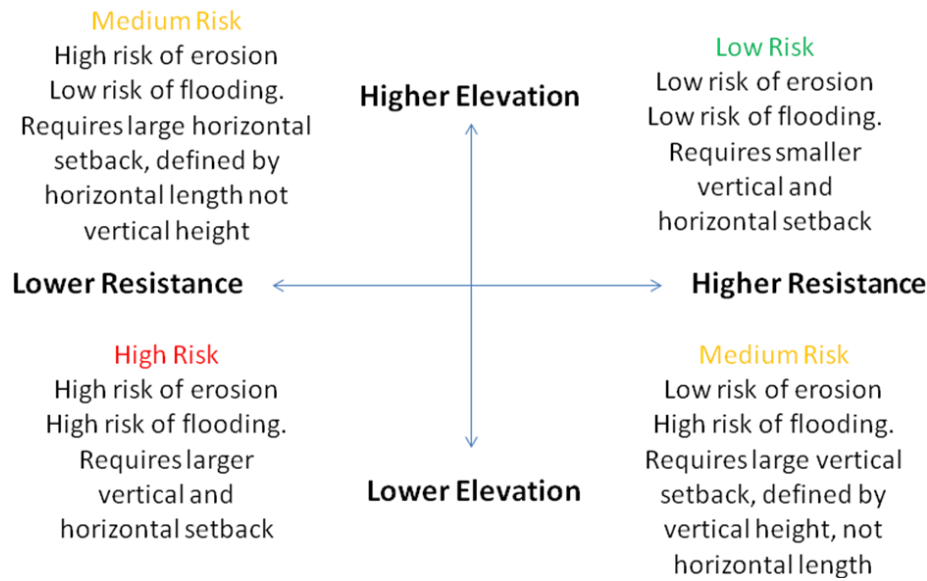 Medium Risk
High risk of erosion
Low risk of flooding.
Requires large horizontal
setback, defined by
horizontal length not
vertical height
Higher Elevation
Low Risk
Low risk of erosion
Low risk of flooding.
Requires smaller
vertical and
horizontal setback
Lower Resistance
Higher Resistance
High Risk
High risk of erosion
High risk of flooding.
Requires larger
vertical and
horizontal setback
Lower Elevation
Medium Risk
Low risk of erosion
High risk of flooding.
Requires large vertical
setback, defined by
vertical height, not
horizontal length